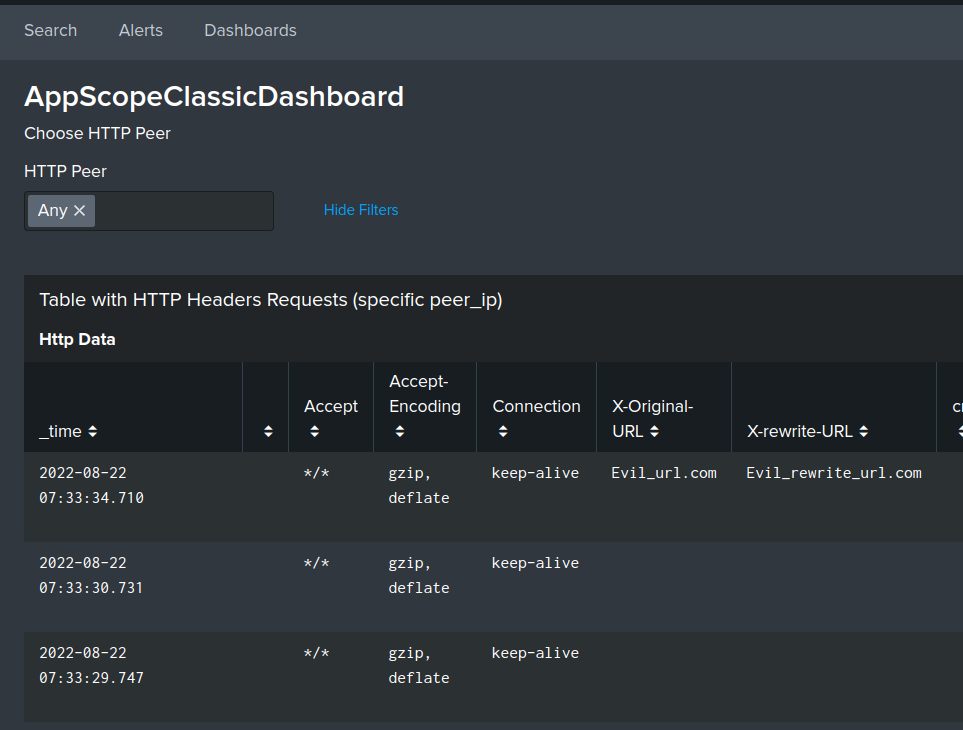 Search Alerts Dashboards
AppScopeClassicDashboard
Choose HTTP Peer
HTTP Peer
Any ✕
Hide Filters
Table with HTTP Headers Requests (specific peer_ip)
Http Data
_time Accept Accept-Encoding Connection X-Original-URL X-rewrite-URL
2022-08-22 */* gzip, keep-alive Evil_url.com Evil_rewrite_url.com
07:33:34.710 deflate
2022-08-22 */* gzip, keep-alive
07:33:30.731 deflate
2022-08-22 */* gzip, keep-alive
07:33:29.747 deflate